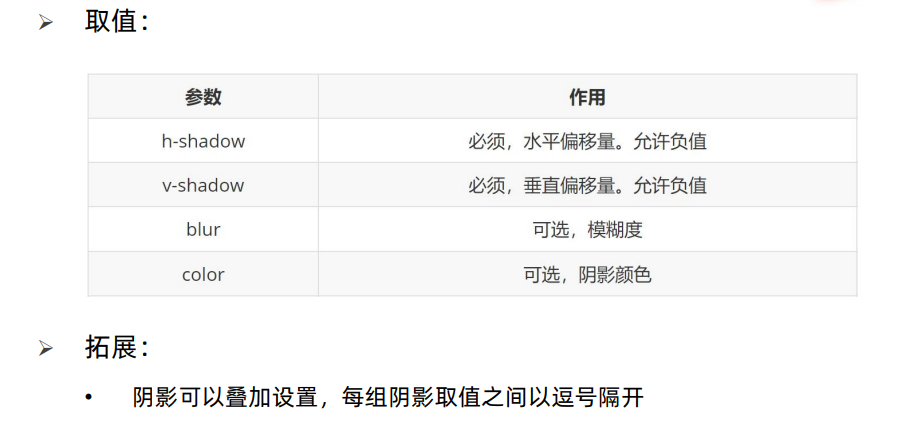 ➢ 取值：
参数 作用
h-shadow 必须，水平偏移量。允许负值
v-shadow 必须，垂直偏移量。允许负值
blur 可选，模糊度
color 可选，阴影颜色
➢ 拓展：
• 阴影可以叠加设置，每组阴影取值之间以逗号隔开